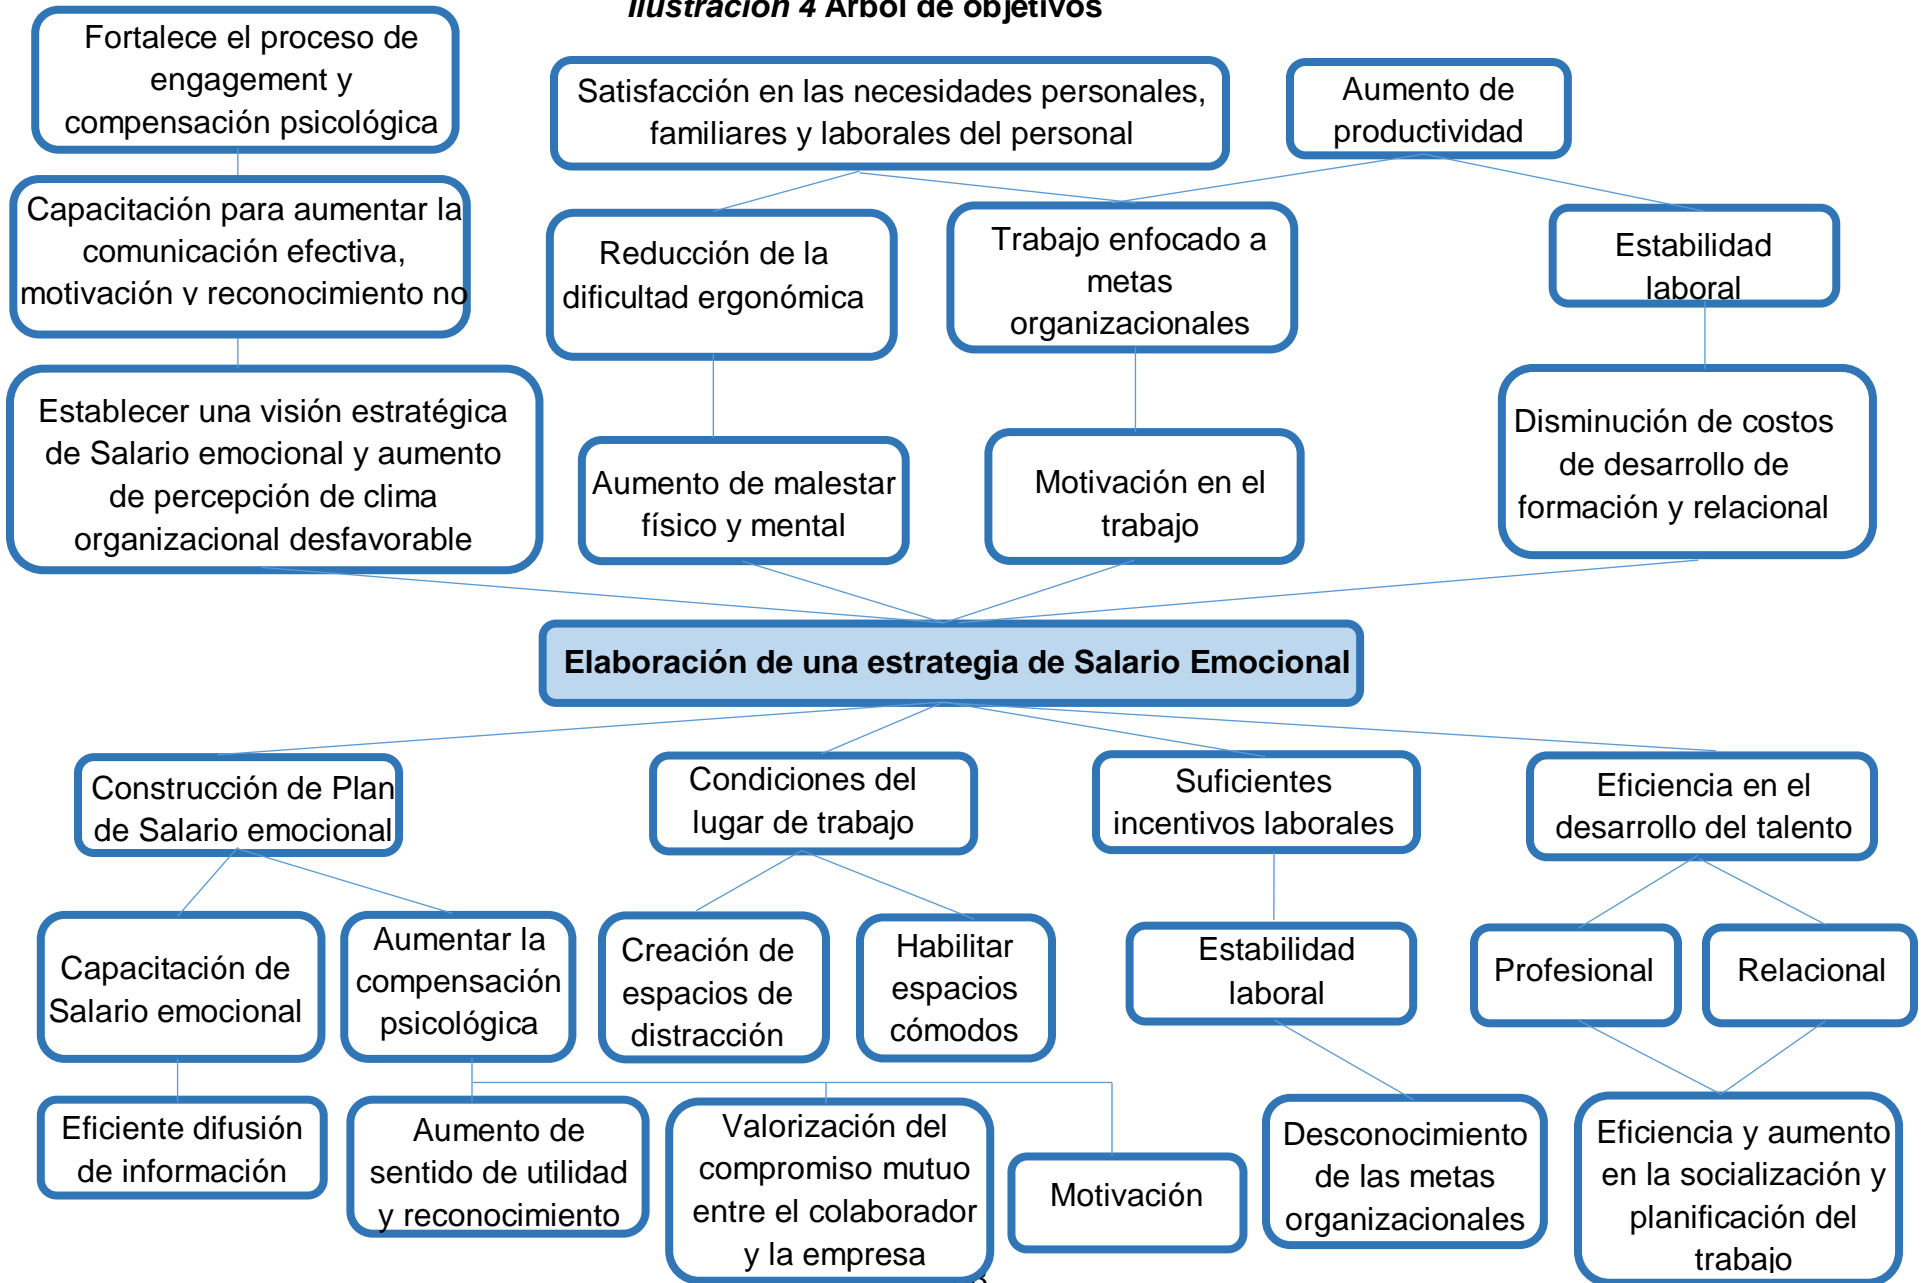 Ilustración 4 Árbol de objetivos
Fortalece el proceso de
engagement y
compensación psicológica
Satisfacción en las necesidades personales,
familiares y laborales del personal
Aumento de
productividad
Capacitación para aumentar la
comunicación efectiva,
motivación y reconocimiento no
Reducción de la
dificultad ergonómica
Trabajo enfocado a
metas
organizacionales
Estabilidad
laboral
Establecer una visión estratégica
de Salario emocional y aumento
de percepción de clima
organizacional desfavorable
Aumento de malestar
físico y mental
Motivación en el
trabajo
Disminución de costos
de desarrollo de
formación y relacional
Elaboración de una estrategia de Salario Emocional
Construcción de Plan
de Salario emocional
Condiciones del
lugar de trabajo
Suficientes
incentivos laborales
Eficiencia en el
desarrollo del talento
Capacitación de
Salario emocional
Aumentar la
compensación
psicológica
Creación de
espacios de
distracción
Habilitar
espacios
cómodos
Estabilidad
laboral
Profesional
Relacional
Eficiente difusión
de información
Aumento de
sentido de utilidad
y reconocimiento
Valorización del
compromiso mutuo
entre el colaborador
y la empresa
Motivación
Desconocimiento
de las metas
organizacionales
Eficiencia y aumento
en la socialización y
planificación del
trabajo